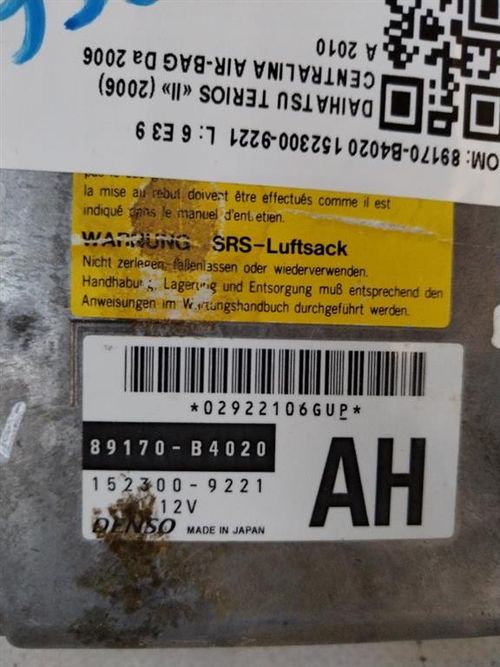 OM: 89170-B4020 152300-9221 L: 6 E3 9
DAIHATSU TERIOS «II» (2006)
CENTRALINA AIR-BAG Da 2006
A 2010
la mise au rebut doivent être effectués comme il est
indiqué dans le manuel d'entretien.
WARNUNG SRS-Luftsack
Nicht zerlegen, fallenlassen oder wiederverwenden.
Handhabung, Lagerung und Entsorgung muß entsprechend den
Anweisungen im Wartungshandbuch durchgeführt werden.
*02922106GUP*
89170-B4020
152300-9221
12V
AH
DENSO MADE IN JAPAN